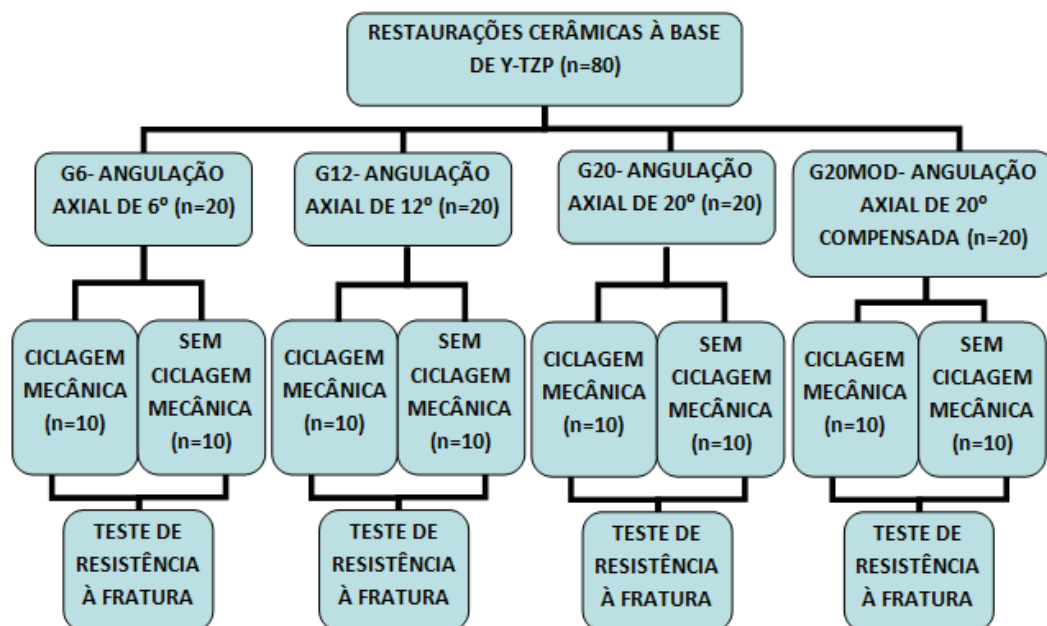 RESTAURAÇÕES CERÂMICAS À BASE
DE Y-TZP (n=80)
G6- ANGULAÇÃO
AXIAL DE 6º (n=20)
G12- ANGULAÇÃO
AXIAL DE 12º (n=20)
G20- ANGULAÇÃO
AXIAL DE 20º (n=20)
G20MOD- ANGULAÇÃO
AXIAL DE 20º
COMPENSADA (n=20)
CICLAGEM
MECÂNICA
(n=10)
SEM
CICLAGEM
MECÂNICA
(n=10)
CICLAGEM
MECÂNICA
(n=10)
SEM
CICLAGEM
MECÂNICA
(n=10)
CICLAGEM
MECÂNICA
(n=10)
SEM
CICLAGEM
MECÂNICA
(n=10)
CICLAGEM
MECÂNICA
(n=10)
SEM
CICLAGEM
MECÂNICA
(n=10)
TESTE DE
RESISTÊNCIA
À FRATURA
TESTE DE
RESISTÊNCIA
À FRATURA
TESTE DE
RESISTÊNCIA
À FRATURA
TESTE DE
RESISTÊNCIA
À FRATURA